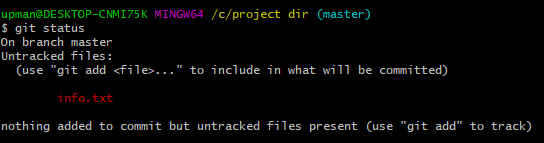 upman@DESKTOP-CNMI75K MINGW64 /c/project dir (master)
$ git status
On branch master
Untracked files:
  (use "git add <file>..." to include in what will be committed)

        info.txt

nothing added to commit but untracked files present (use "git add" to track)